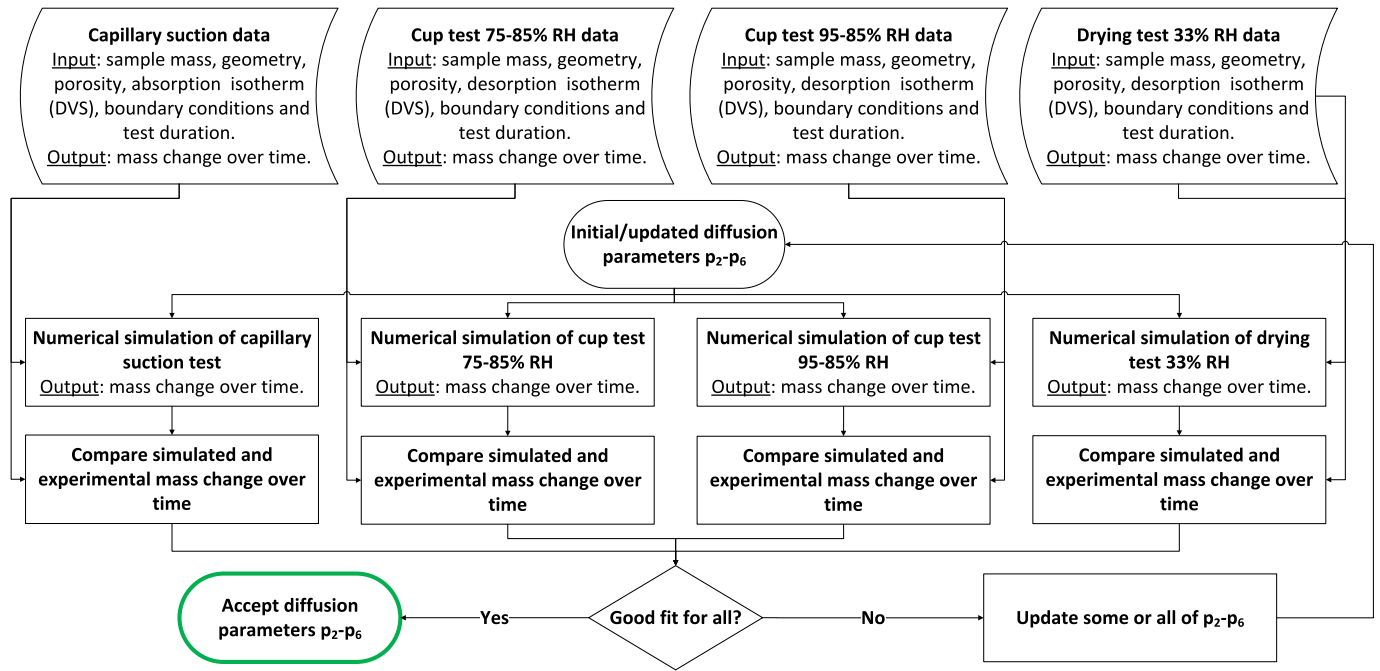 Capillary suction data
Input: sample mass, geometry,
porosity, absorption isotherm
(DVS), boundary conditions and
test duration.
Output: mass change over time.
Cup test 75-85% RH data
Input: sample mass, geometry,
porosity, desorption isotherm
(DVS), boundary conditions and
test duration.
Output: mass change over time.
Cup test 95-85% RH data
Input: sample mass, geometry,
porosity, desorption isotherm
(DVS), boundary conditions and
test duration.
Output: mass change over time.
Drying test 33% RH data
Input: sample mass, geometry,
porosity, desorption isotherm
(DVS), boundary conditions and
test duration.
Output: mass change over time.
Initial/updated diffusion
parameters p₂-p₆
Numerical simulation of capillary
suction test
Output: mass change over time.
Numerical simulation of cup test
75-85% RH
Output: mass change over time.
Numerical simulation of cup test
95-85% RH
Output: mass change over time.
Numerical simulation of drying
test 33% RH
Output: mass change over time.
Compare simulated and
experimental mass change over
time
Compare simulated and
experimental mass change over
time
Compare simulated and
experimental mass change over
time
Compare simulated and
experimental mass change over
time
Accept diffusion
parameters p₂-p₆
Yes
Good fit for all?
No
Update some or all of p₂-p₆